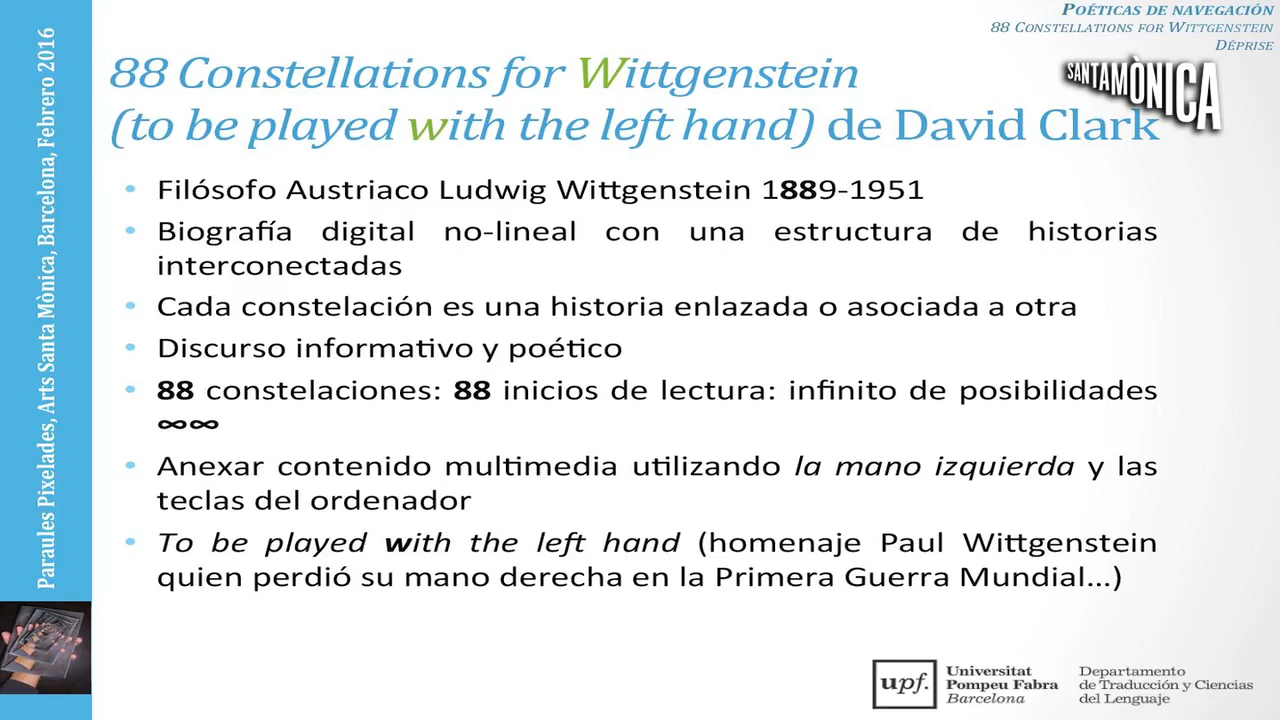 POÉTICAS DE NAVEGACIÓN
88 CONSTELLATIONS FOR WITTGENSTEIN
DÉPRISE
SANTAMÒNICA
88 Constellations for Wittgenstein
(to be played with the left hand) de David Clark
• Filósofo Austriaco Ludwig Wittgenstein 1889-1951
• Biografía digital no-lineal con una estructura de historias
interconectadas
• Cada constelación es una historia enlazada o asociada a otra
• Discurso informativo y poético
• 88 constelaciones: 88 inicios de lectura: infinito de posibilidades
∞∞
• Anexar contenido multimedia utilizando la mano izquierda y las
teclas del ordenador
• To be played with the left hand (homenaje Paul Wittgenstein
quien perdió su mano derecha en la Primera Guerra Mundial...)
Paraules Pixelades, Arts Santa Mònica, Barcelona, Febrero 2016
upf.
Universitat
Pompeu Fabra
Barcelona
Departamento
de Traducción y Ciencias
del Lenguaje